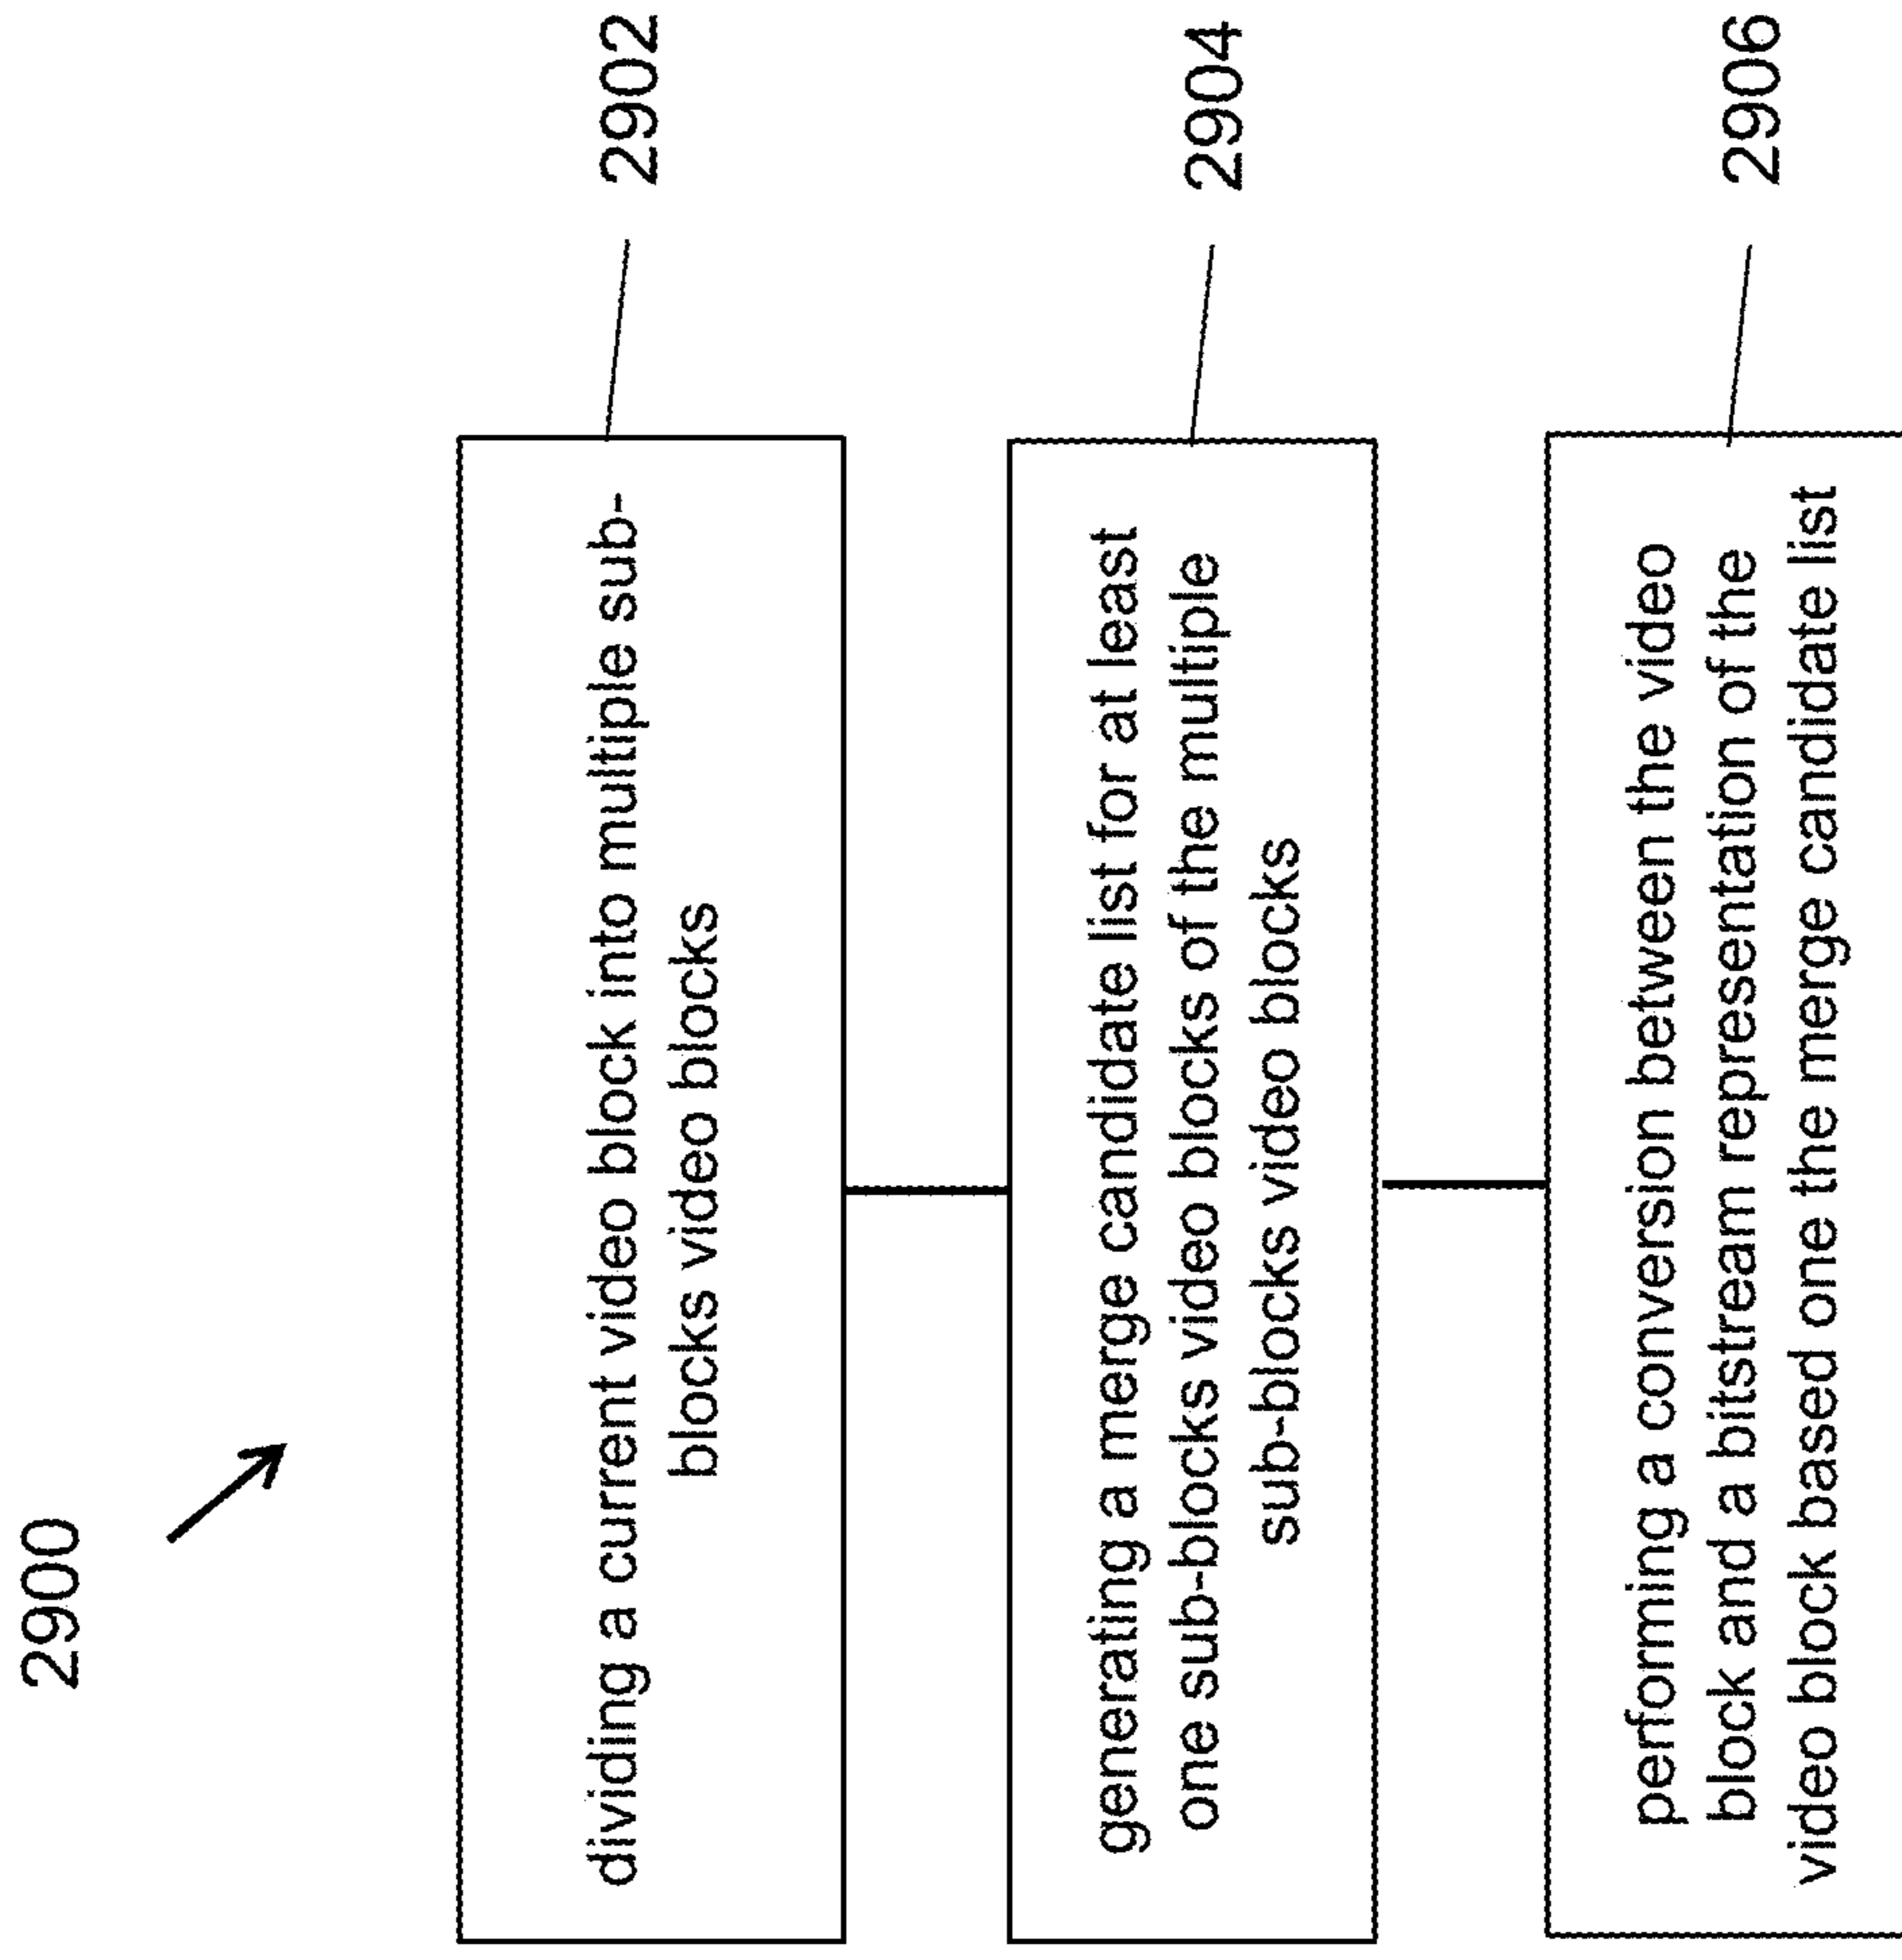 2900
dividing a current video block into multiple sub-
blocks video blocks
2902
generating a merge candidate list for at least
one sub-blocks video blocks of the multiple
sub-blocks video blocks
2904
performing a conversion between the video
block and a bitstream representation of the
video block based one the merge candidate list
2906